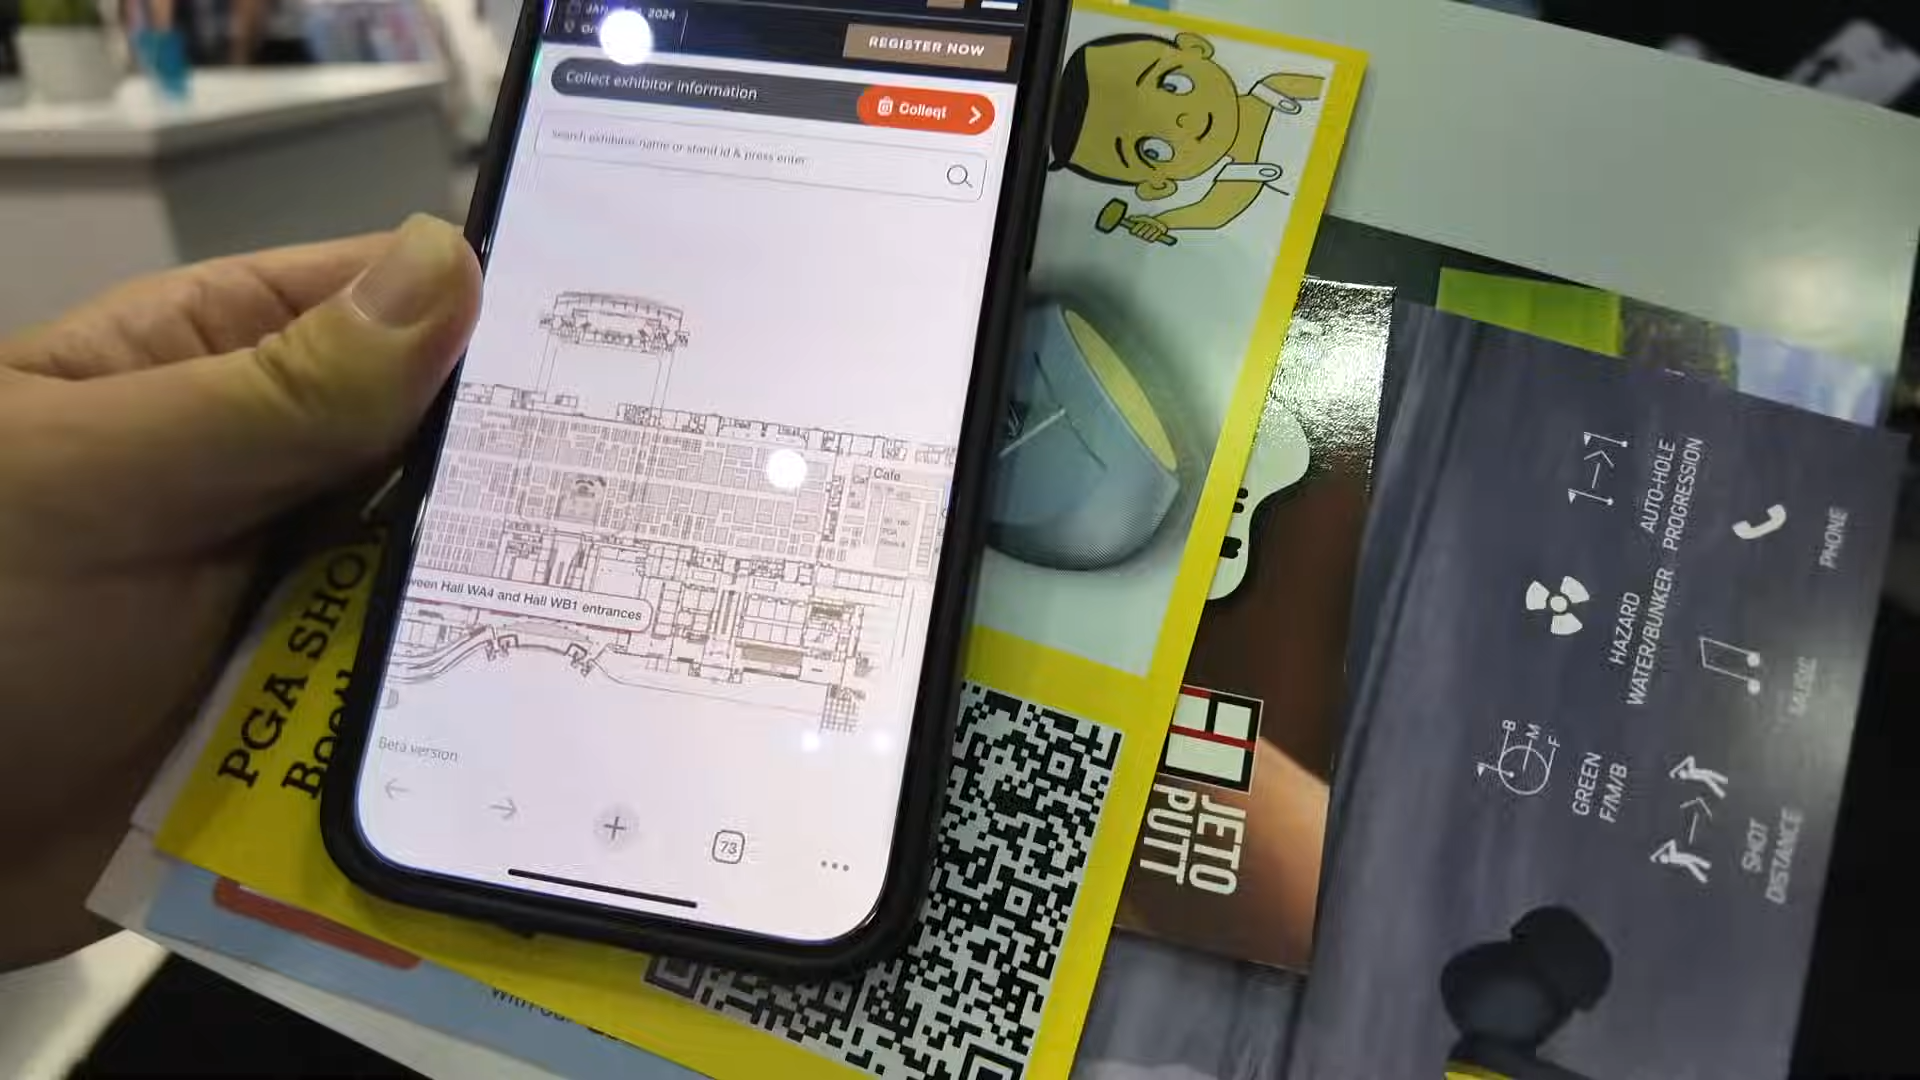 2024
REGISTER NOW
Collect exhibitor information
Colleqt
Search exhibitor name or stand id & press enter
Cafe
PGA
ween Hall WA4 and Hall WB1 entrances
Beta version
73
PGA SHO
JETO
PUTT
AUTO-HOLE
PROGRESSION
PHONE
HAZARD
WATER/BUNKER
MUSIC
B
M
F
GREEN
F/M/B
SHOT
DISTANCE